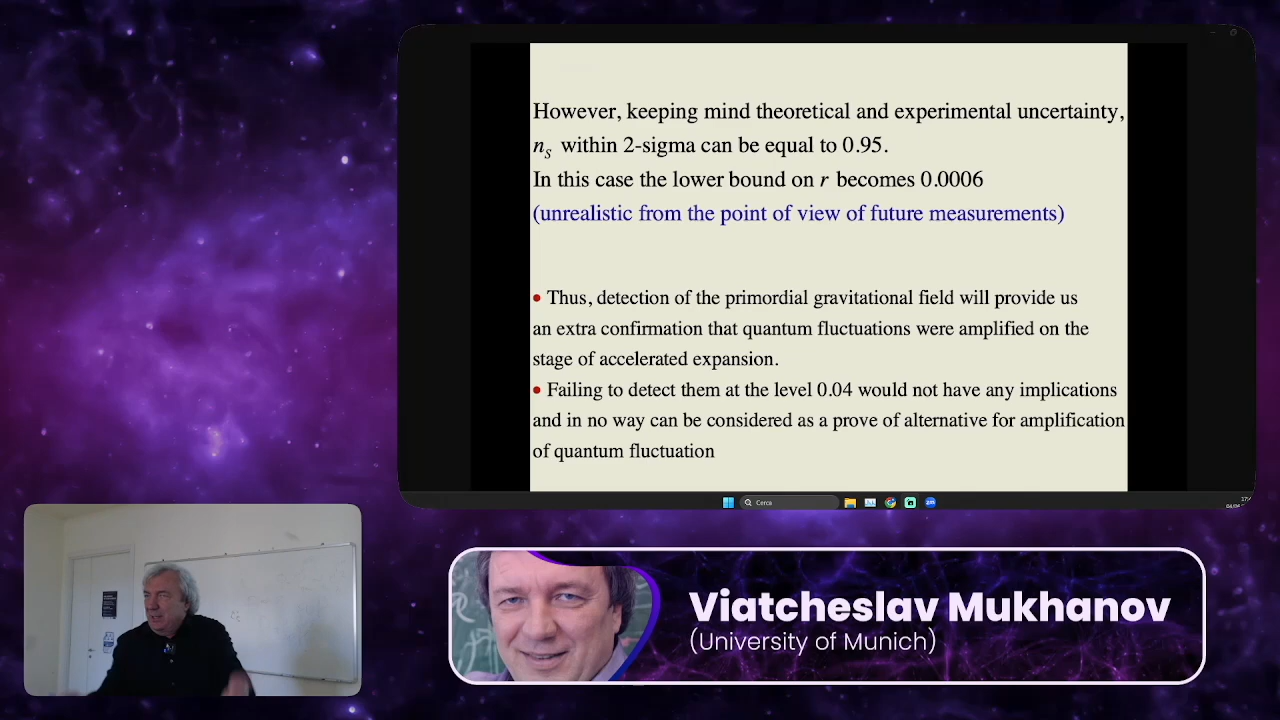 However, keeping mind theoretical and experimental uncertainty,
nS within 2-sigma can be equal to 0.95.
In this case the lower bound on r becomes 0.0006
(unrealistic from the point of view of future measurements)
• Thus, detection of the primordial gravitational field will provide us
an extra confirmation that quantum fluctuations were amplified on the
stage of accelerated expansion.
• Failing to detect them at the level 0.04 would not have any implications
and in no way can be considered as a prove of alternative for amplification
of quantum fluctuation
Cerca
Viatcheslav Mukhanov
(University of Munich)